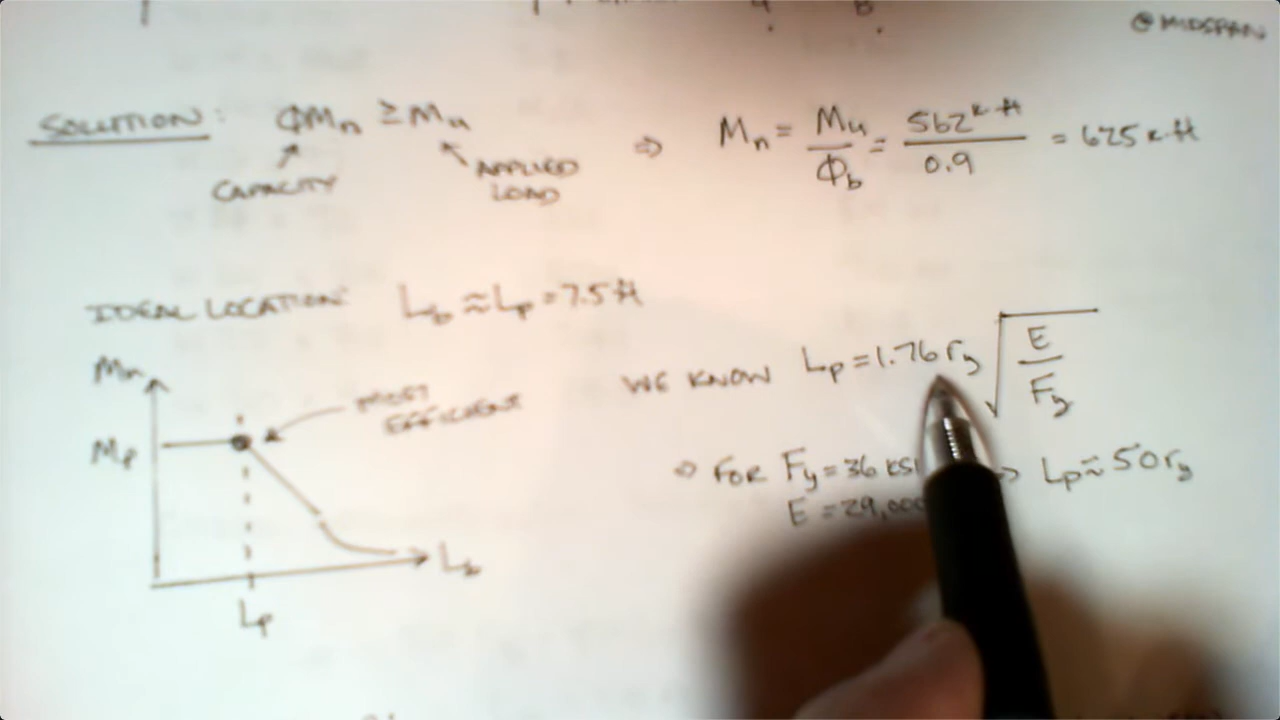 @ MIDSPAN
SOLUTION: ΦMn ≥ Mu
CAPACITY
APPLIED
LOAD
⇒ Mn = Mu/Φb = 562 k-ft/0.9 = 625 k-ft
IDEAL LOCATION: Lb ≈ Lp = 7.5 ft
Mn
Mp
MOST
EFFICIENT
Lb
Lp
WE KNOW Lp = 1.76 ry √(E/Fy)
⇒ FOR Fy = 36 KSI ⇒ Lp ≈ 50 ry
E = 29,000